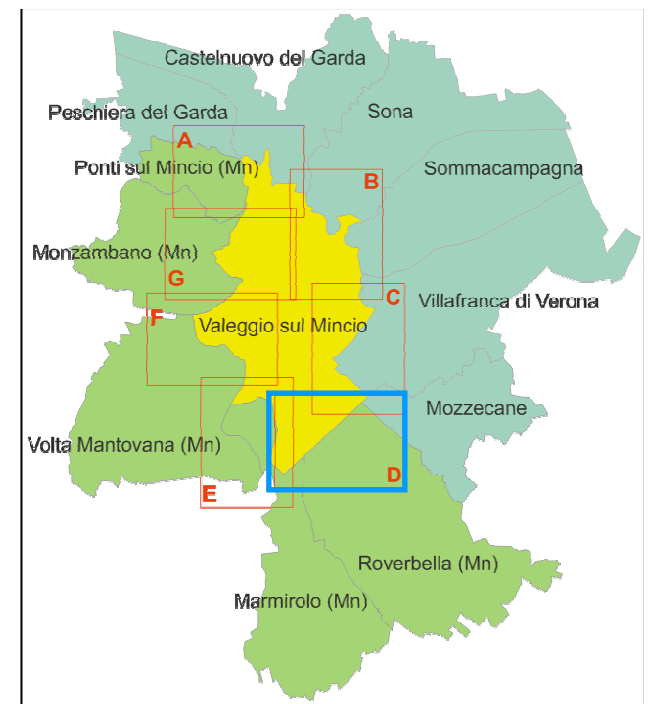 Castelnuovo del Garda
Peschiera del Garda
Sona
A
Ponti sul Mincio (Mn)
Sommacampagna
B
Monzambano (Mn)
G
C
Villafranca di Verona
F
Valeggio sul Mincio
Mozzecane
Volta Mantovana (Mn)
D
E
Roverbella (Mn)
Marmirolo (Mn)